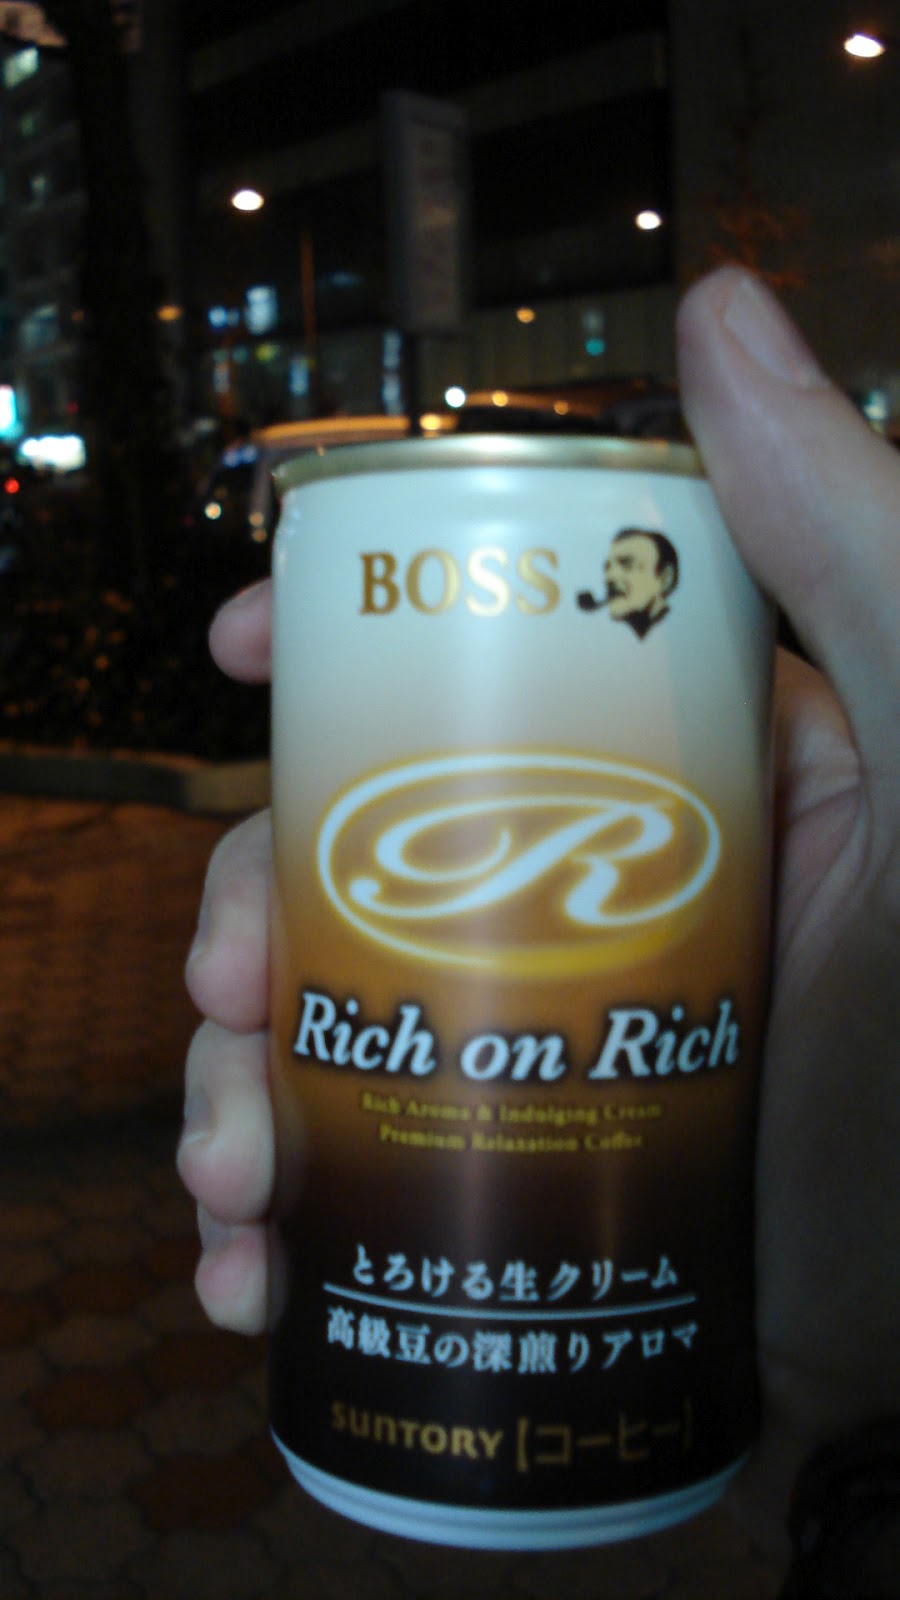 BOSS
R
Rich on Rich
Rich Aroma & Indulging Cream
Premium Relaxation Coffee
とろける生クリーム
高級豆の深煎りアロマ
SUNTORY [コーヒー]